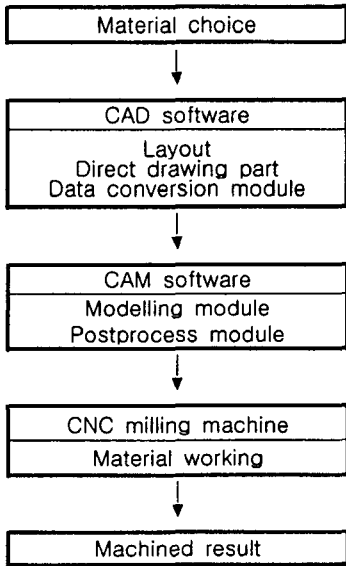 Material choice
CAD software
Layout
Direct drawing part
Data conversion module
CAM software
Modelling module
Postprocess module
CNC milling machine
Material working
Machined result